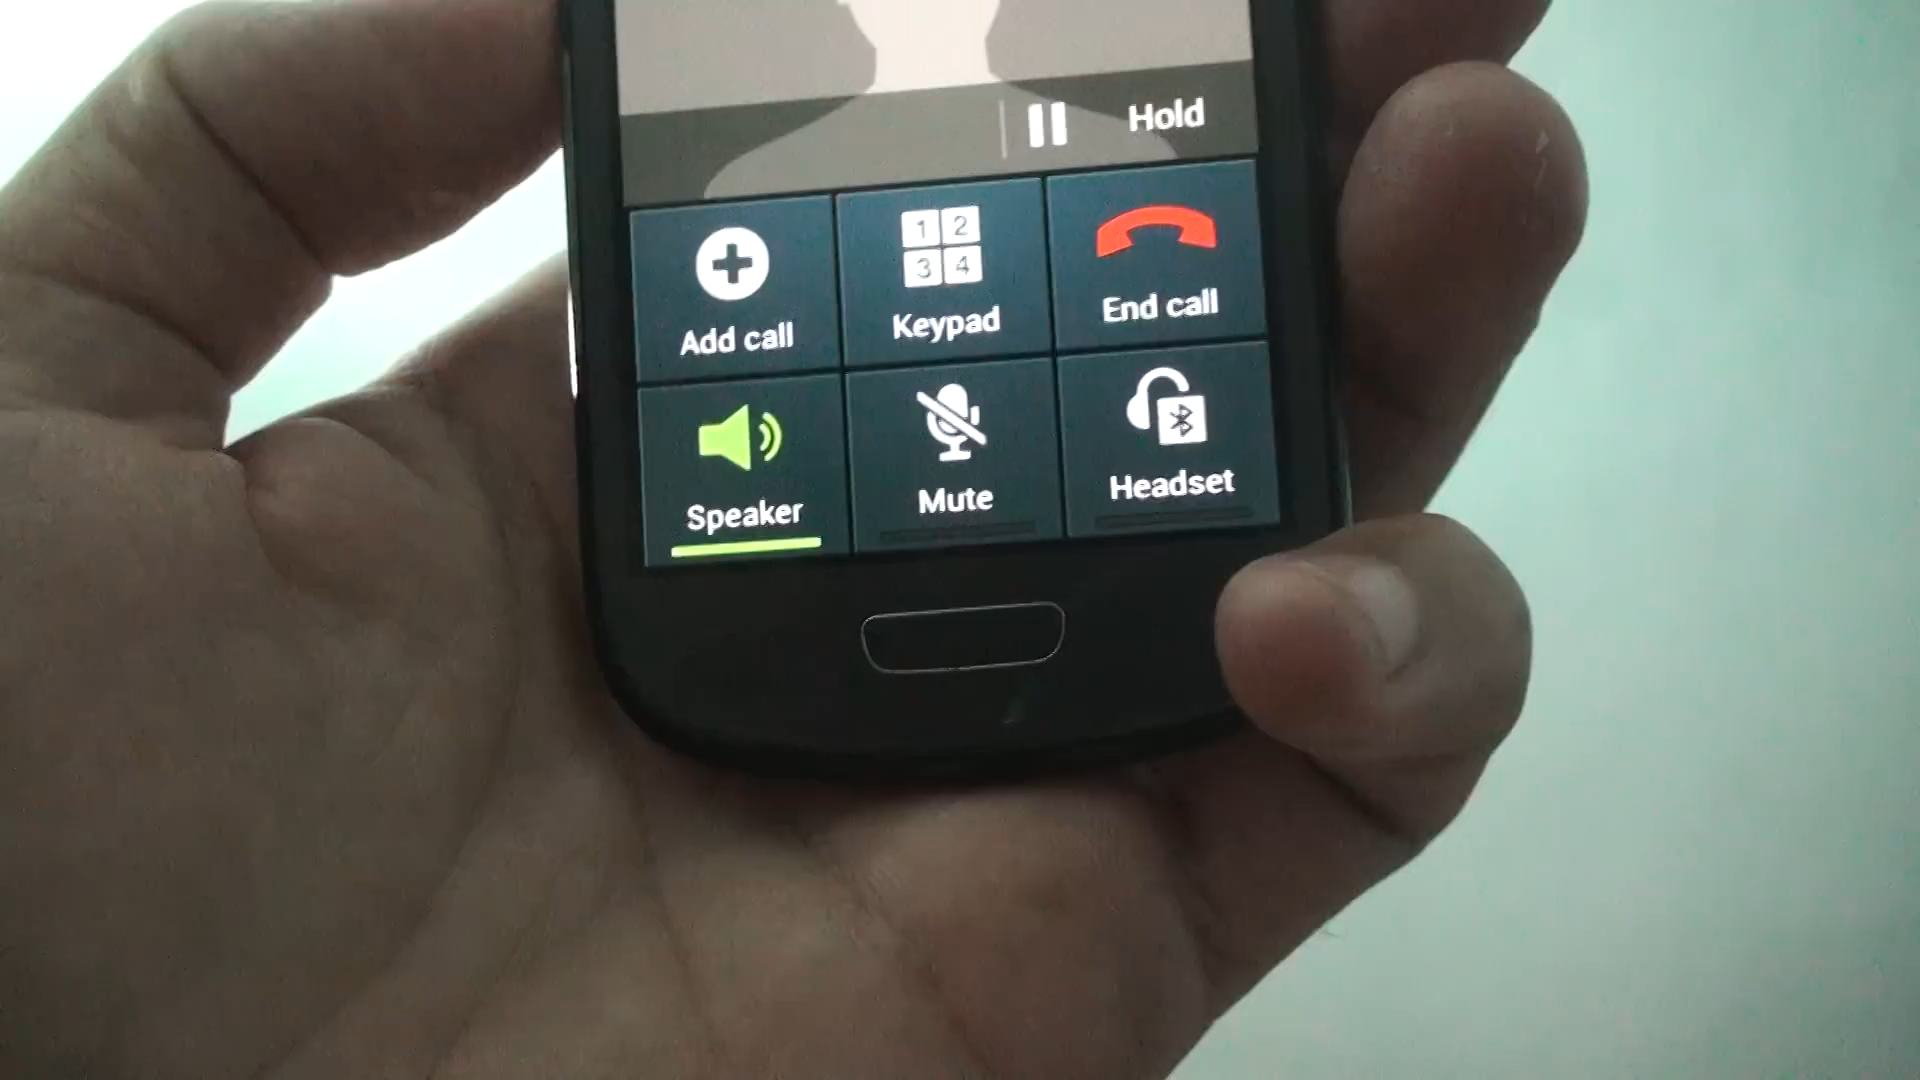 Hold
1 2
3 4
Add call
Keypad
End call
Speaker
Mute
Headset